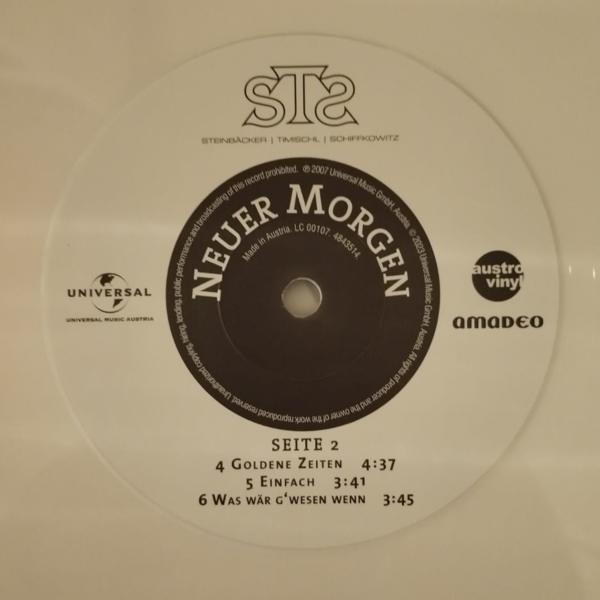 STS
STEINBÄCKER | TIMISCHL | SCHIFFKOWITZ
Unauthorized copying, hiring, lending, public performance and broadcasting of this record prohibited. ℗ 2007 Universal Music GmbH, Austria. © 2023 Universal Music GmbH, Austria. All rights of producer and the owner of the work reproduced reserved.
NEUER MORGEN
Made in Austria. LC 00107. 4843514
UNIVERSAL
UNIVERSAL MUSIC AUSTRIA
austro
vinyl
amadeo
SEITE 2
4 GOLDENE ZEITEN 4:37
5 EINFACH 3:41
6 WAS WÄR G'WESEN WENN 3:45